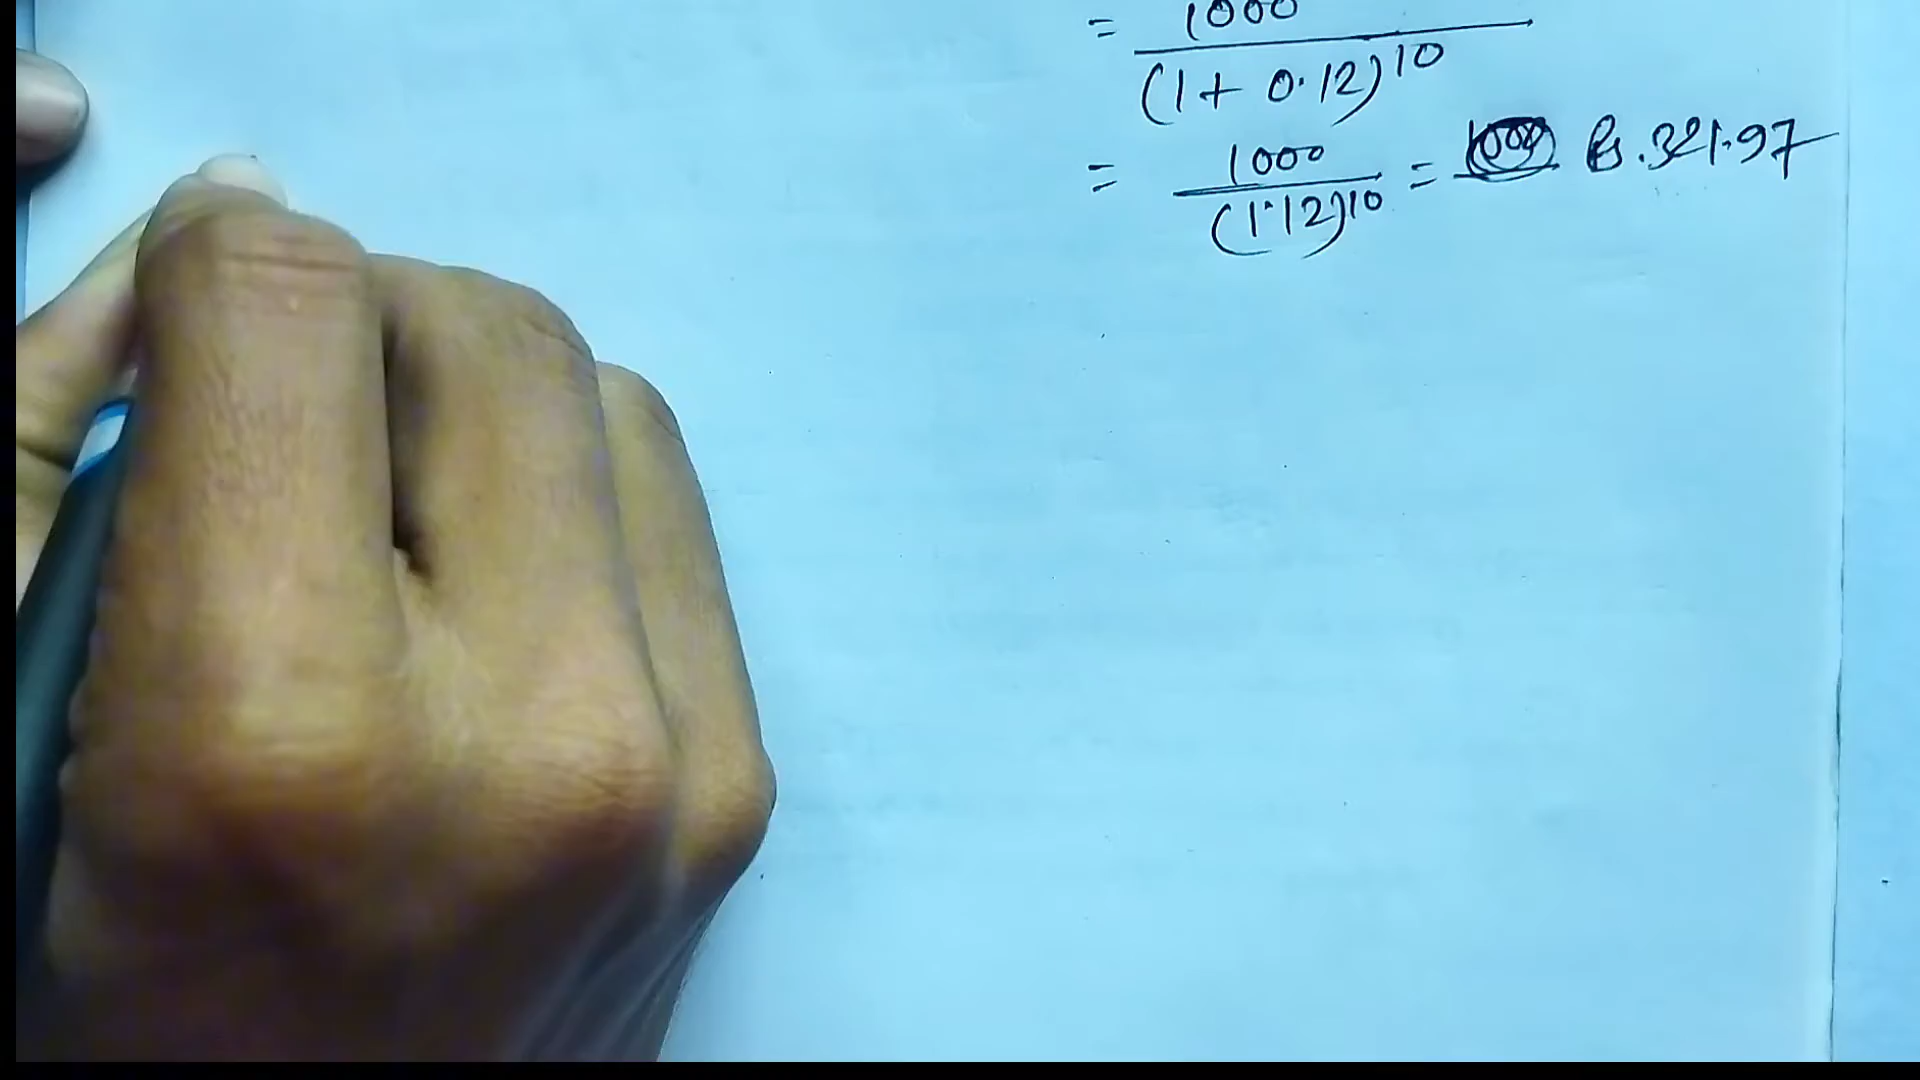 = 1000
(1 + 0.12)10
= 1000 = Rs. 321.97
(1.12)10